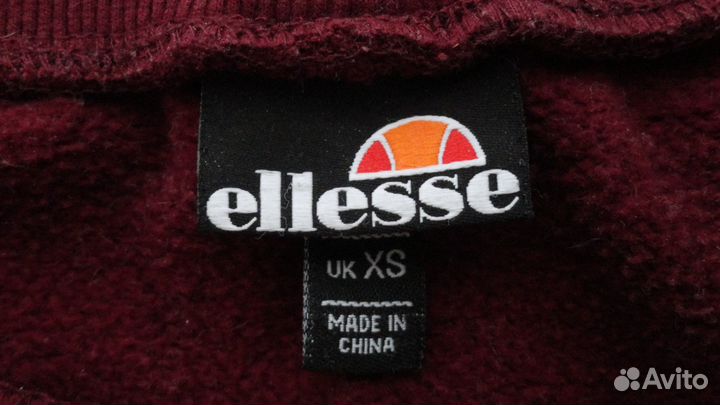 ellesse
UK XS
MADE IN
CHINA
Avito